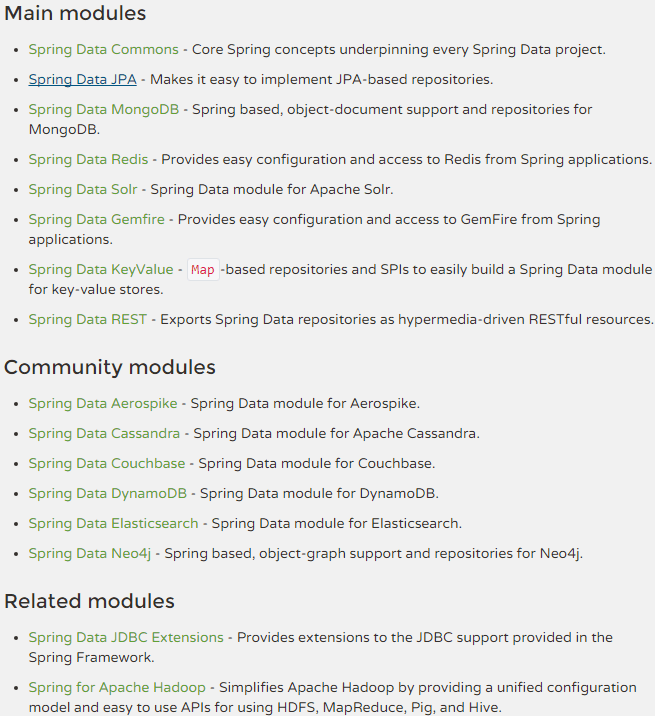 Main modules
Spring Data Commons - Core Spring concepts underpinning every Spring Data project.
Spring Data JPA - Makes it easy to implement JPA-based repositories.
Spring Data MongoDB - Spring based, object-document support and repositories for
MongoDB.
Spring Data Redis - Provides easy configuration and access to Redis from Spring applications.
Spring Data Solr - Spring Data module for Apache Solr.
Spring Data Gemfire - Provides easy configuration and access to GemFire from Spring
applications.
Spring Data KeyValue - Map-based repositories and SPIs to easily build a Spring Data module
for key-value stores.
Spring Data REST - Exports Spring Data repositories as hypermedia-driven RESTful resources.
Community modules
Spring Data Aerospike - Spring Data module for Aerospike.
Spring Data Cassandra - Spring Data module for Apache Cassandra.
Spring Data Couchbase - Spring Data module for Couchbase.
Spring Data DynamoDB - Spring Data module for DynamoDB.
Spring Data Elasticsearch - Spring Data module for Elasticsearch.
Spring Data Neo4j - Spring based, object-graph support and repositories for Neo4j.
Related modules
Spring Data JDBC Extensions - Provides extensions to the JDBC support provided in the
Spring Framework.
Spring for Apache Hadoop - Simplifies Apache Hadoop by providing a unified configuration
model and easy to use APIs for using HDFS, MapReduce, Pig, and Hive.